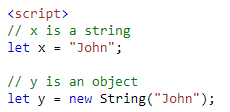 <script>
// x is a string
let x = "John";
// y is an object
let y = new String("John");